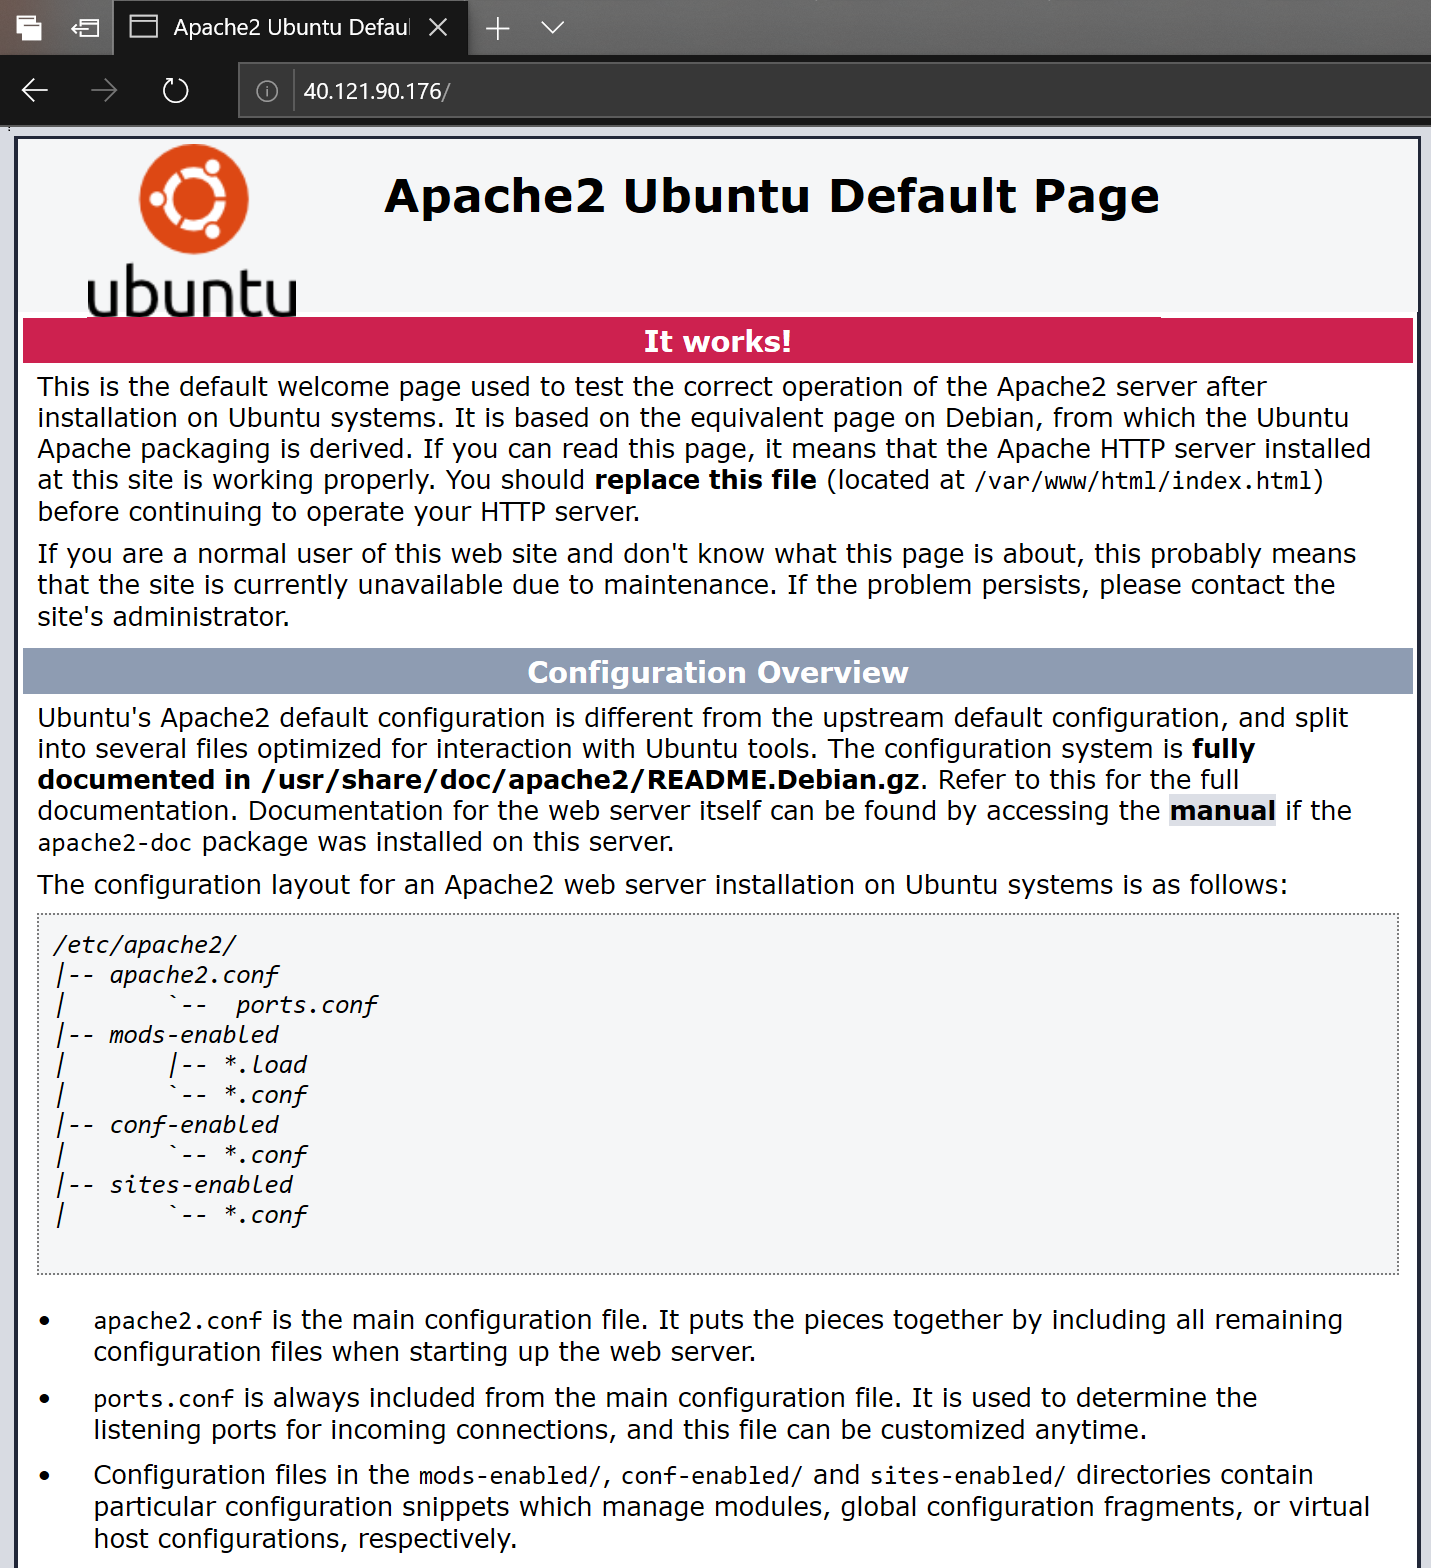 Apache2 Ubuntu Defaul
40.121.90.176/
Apache2 Ubuntu Default Page
ubuntu
It works!
This is the default welcome page used to test the correct operation of the Apache2 server after
installation on Ubuntu systems. It is based on the equivalent page on Debian, from which the Ubuntu
Apache packaging is derived. If you can read this page, it means that the Apache HTTP server installed
at this site is working properly. You should replace this file (located at /var/www/html/index.html)
before continuing to operate your HTTP server.
If you are a normal user of this web site and don't know what this page is about, this probably means
that the site is currently unavailable due to maintenance. If the problem persists, please contact the
site's administrator.
Configuration Overview
Ubuntu's Apache2 default configuration is different from the upstream default configuration, and split
into several files optimized for interaction with Ubuntu tools. The configuration system is fully
documented in /usr/share/doc/apache2/README.Debian.gz. Refer to this for the full
documentation. Documentation for the web server itself can be found by accessing the manual if the
apache2-doc package was installed on this server.
The configuration layout for an Apache2 web server installation on Ubuntu systems is as follows:
/etc/apache2/
|-- apache2.conf
|       `--  ports.conf
|-- mods-enabled
|       |-- *.load
|       `-- *.conf
|-- conf-enabled
|       `-- *.conf
|-- sites-enabled
|       `-- *.conf
• apache2.conf is the main configuration file. It puts the pieces together by including all remaining
configuration files when starting up the web server.
• ports.conf is always included from the main configuration file. It is used to determine the
listening ports for incoming connections, and this file can be customized anytime.
• Configuration files in the mods-enabled/, conf-enabled/ and sites-enabled/ directories contain
particular configuration snippets which manage modules, global configuration fragments, or virtual
host configurations, respectively.